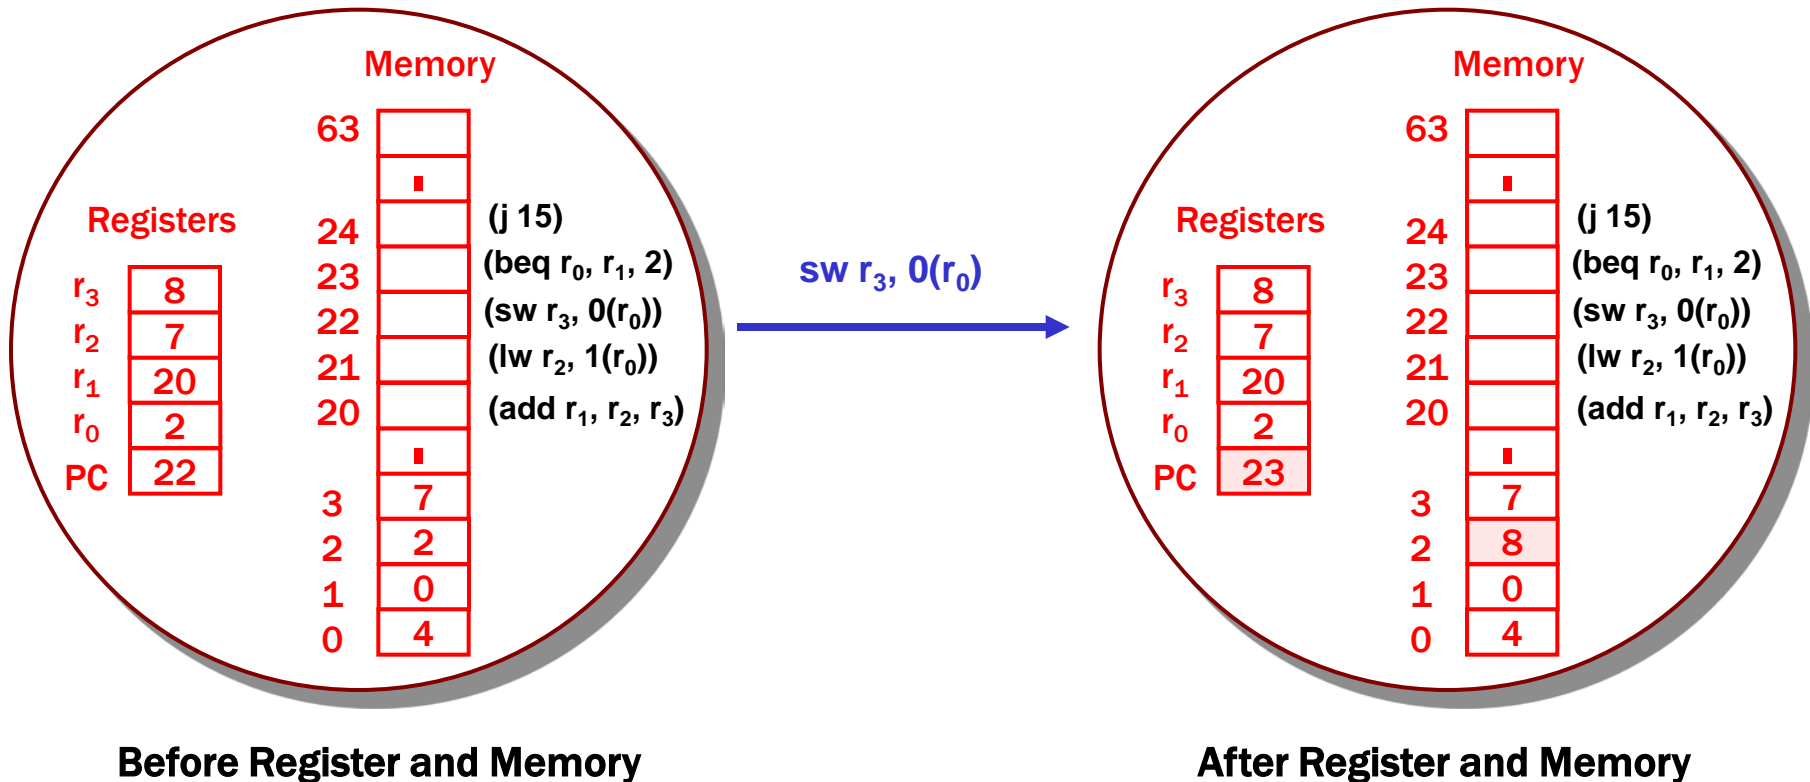 Memory
63
Registers
24 (j 15)
23 (beq r0, r1, 2)
22 (sw r3, 0(r0))
21 (lw r2, 1(r0))
20 (add r1, r2, r3)
r3 8
r2 7
r1 20
r0 2
PC 22
3 7
2 2
1 0
0 4
Before Register and Memory
sw r3, 0(r0)
Memory
63
Registers
24 (j 15)
23 (beq r0, r1, 2)
22 (sw r3, 0(r0))
21 (lw r2, 1(r0))
20 (add r1, r2, r3)
r3 8
r2 7
r1 20
r0 2
PC 23
3 7
2 8
1 0
0 4
After Register and Memory